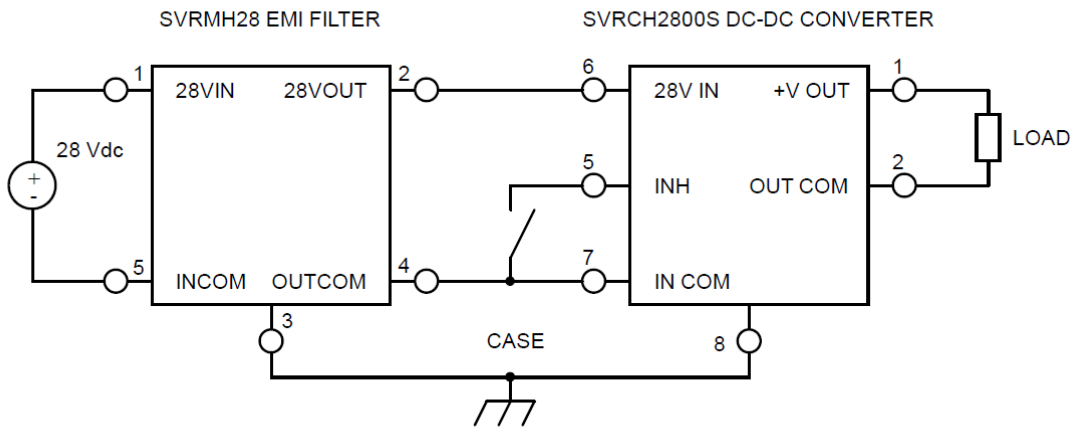 SVRMH28 EMI FILTER
SVRCH2800S DC-DC CONVERTER
1
28VIN
28VOUT
2
6
28V IN
+V OUT
1
28 Vdc
+
-
LOAD
5
INH
OUT COM
2
5
INCOM
OUTCOM
4
7
IN COM
3
CASE
8